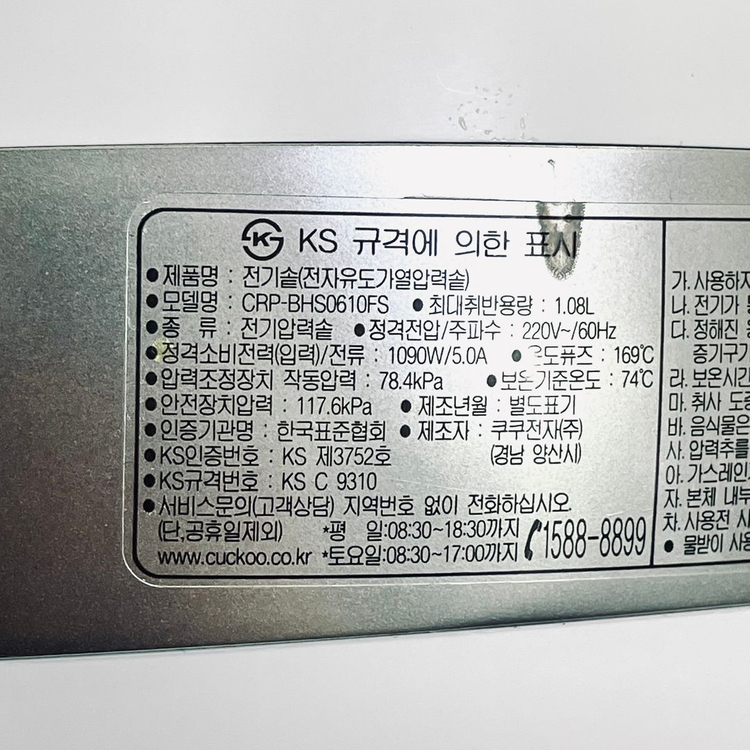 KS 규격에 의한 표시
● 제품명 : 전기솥(전자유도가열압력솥)
● 모델명 : CRP-BHS0610FS ● 최대취반용량 : 1.08L
● 종 류 : 전기압력솥 ● 정격전압/주파수 : 220V~/60Hz
● 정격소비전력(입력)/전류 : 1090W/5.0A ● 온도퓨즈 : 169℃
● 압력조정장치 작동압력 : 78.4kPa ● 보온기준온도 : 74℃
● 안전장치압력 : 117.6kPa ● 제조년월 : 별도표기
● 인증기관명 : 한국표준협회 ● 제조자 : 쿠쿠전자(주)
● KS인증번호 : KS 제3752호 (경남 양산시)
● KS규격번호 : KS C 9310
● 서비스문의(고객상담) 지역번호 없이 전화하십시오.
(단,공휴일제외) *평 일:08:30~18:30까지 1588-8899
www.cuckoo.co.kr *토요일:08:30~17:00까지
가. 사용하지
나. 전기가
다. 정해진
증기구가
라. 보온시간
마. 취사 도중
바. 음식물은
사. 압력추를
아. 가스레인지
자. 본체 내부
차. 사용전
● 물받이 사용